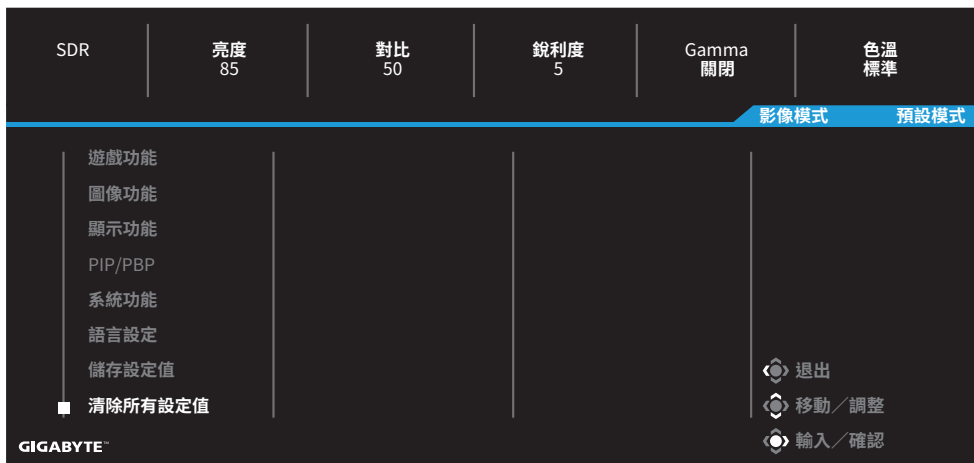 SDR 亮度 對比 銳利度 Gamma 色溫
85 50 5 關閉 標準
影像模式 預設模式
遊戲功能
圖像功能
顯示功能
PIP/PBP
系統功能
語言設定
儲存設定值
退出
清除所有設定值
移動／調整
GIGABYTE™
輸入／確認